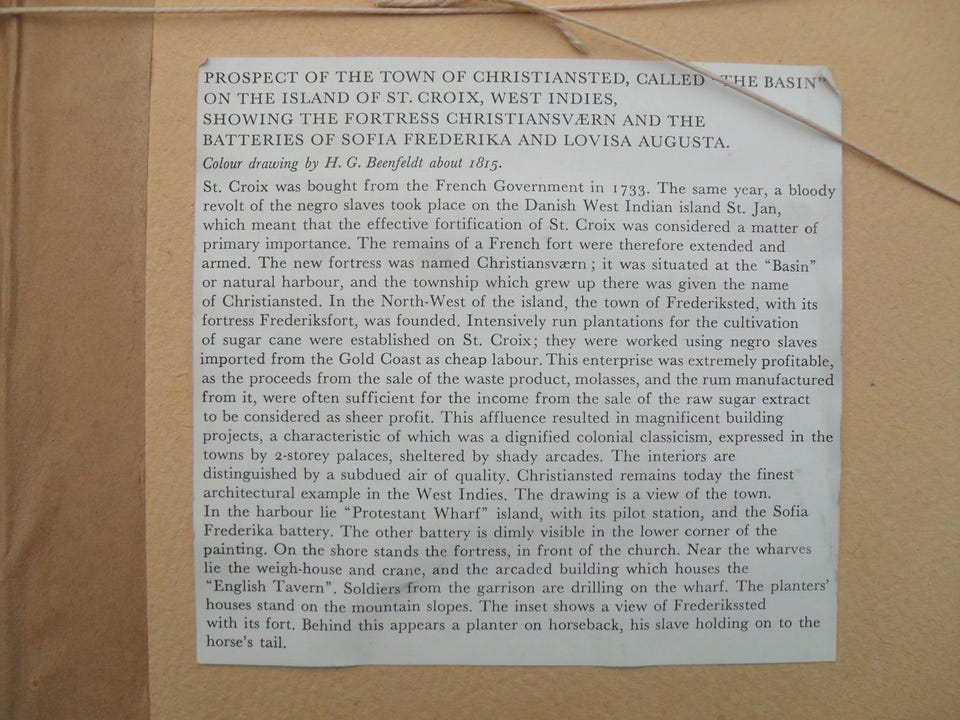 PROSPECT OF THE TOWN OF CHRISTIANSTED, CALLED "THE BASIN"
ON THE ISLAND OF ST. CROIX, WEST INDIES,
SHOWING THE FORTRESS CHRISTIANSVÆRN AND THE
BATTERIES OF SOFIA FREDERIKA AND LOVISA AUGUSTA.
Colour drawing by H. G. Beenfeldt about 1815.
St. Croix was bought from the French Government in 1733. The same year, a bloody
revolt of the negro slaves took place on the Danish West Indian island St. Jan,
which meant that the effective fortification of St. Croix was considered a matter of
primary importance. The remains of a French fort were therefore extended and
armed. The new fortress was named Christiansværn; it was situated at the "Basin"
or natural harbour, and the township which grew up there was given the name
of Christiansted. In the North-West of the island, the town of Frederiksted, with its
fortress Frederiksfort, was founded. Intensively run plantations for the cultivation
of sugar cane were established on St. Croix; they were worked using negro slaves
imported from the Gold Coast as cheap labour. This enterprise was extremely profitable,
as the proceeds from the sale of the waste product, molasses, and the rum manufactured
from it, were often sufficient for the income from the sale of the raw sugar extract
to be considered as sheer profit. This affluence resulted in magnificent building
projects, a characteristic of which was a dignified colonial classicism, expressed in the
towns by 2-storey palaces, sheltered by shady arcades. The interiors are
distinguished by a subdued air of quality. Christiansted remains today the finest
architectural example in the West Indies. The drawing is a view of the town.
In the harbour lie "Protestant Wharf" island, with its pilot station, and the Sofia
Frederika battery. The other battery is dimly visible in the lower corner of the
painting. On the shore stands the fortress, in front of the church. Near the wharves
lie the weigh-house and crane, and the arcaded building which houses the
"English Tavern". Soldiers from the garrison are drilling on the wharf. The planters'
houses stand on the mountain slopes. The inset shows a view of Frederikssted
with its fort. Behind this appears a planter on horseback, his slave holding on to the
horse's tail.